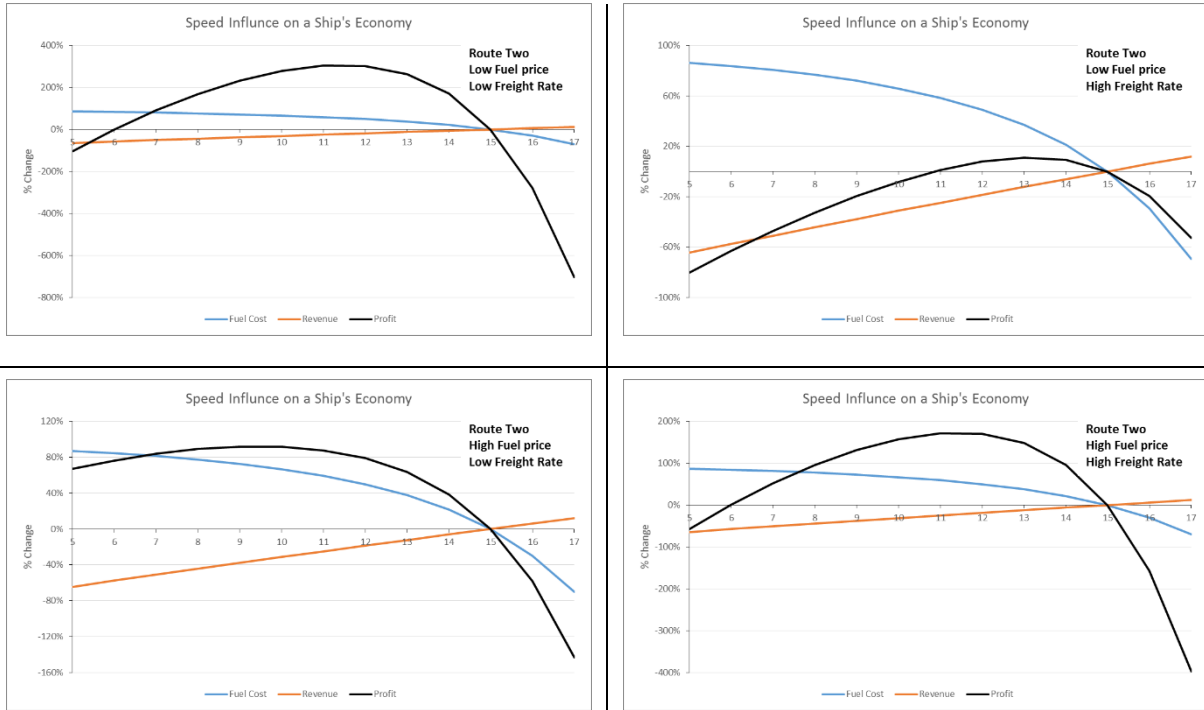 Speed Influnce on a Ship's Economy
Route Two
Low Fuel price
Low Freight Rate
400%
200%
0%
-200%
-400%
-600%
-800%
% Change
5 6 7 8 9 10 11 12 13 14 15 16 17
Fuel Cost Revenue Profit
Speed Influnce on a Ship's Economy
Route Two
Low Fuel price
High Freight Rate
100%
60%
20%
-20%
-60%
-100%
% Change
5 6 7 8 9 10 11 12 13 14 15 16 17
Fuel Cost Revenue Profit
Speed Influnce on a Ship's Economy
Route Two
High Fuel price
Low Freight Rate
120%
80%
40%
0%
-40%
-80%
-120%
-160%
% Change
5 6 7 8 9 10 11 12 13 14 15 16 17
Fuel Cost Revenue Profit
Speed Influnce on a Ship's Economy
Route Two
High Fuel price
High Freight Rate
200%
100%
0%
-100%
-200%
-300%
-400%
% Change
5 6 7 8 9 10 11 12 13 14 15 16 17
Fuel Cost Revenue Profit